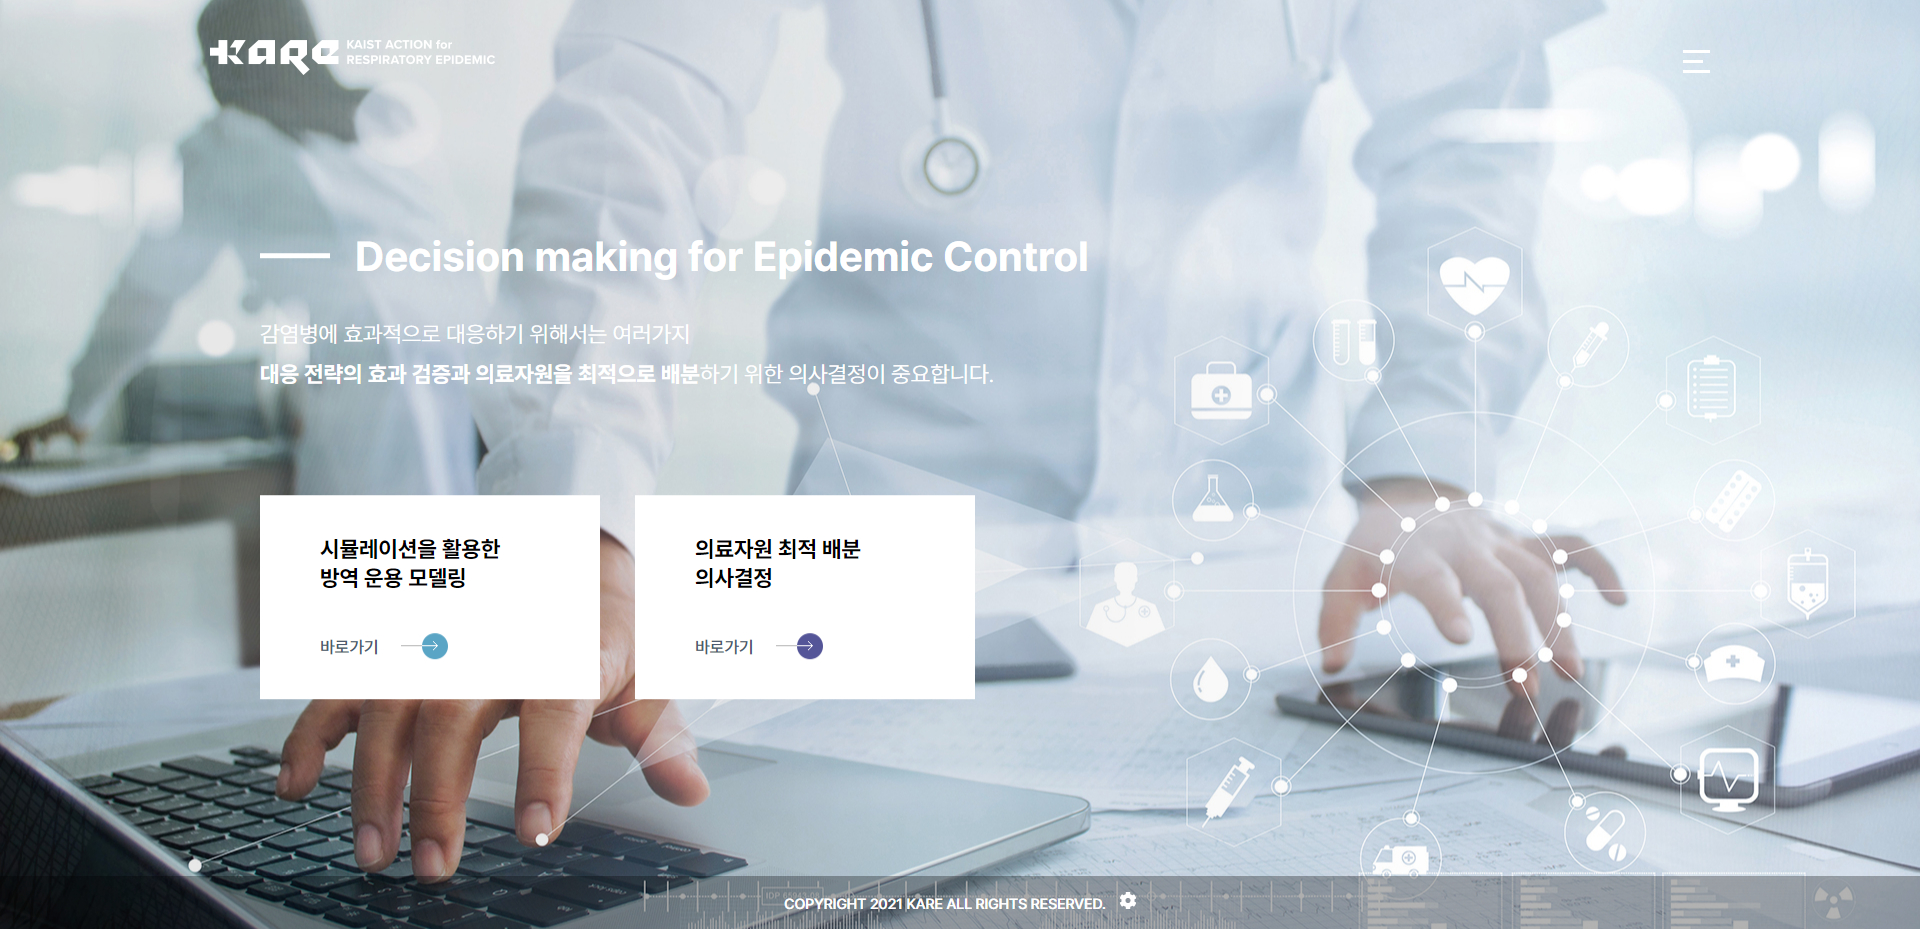 KARE KAIST ACTION for
RESPIRATORY EPIDEMIC
Decision making for Epidemic Control
감염병에 효과적으로 대응하기 위해서는 여러가지
대응 전략의 효과 검증과 의료자원을 최적으로 배분하기 위한 의사결정이 중요합니다.
시뮬레이션을 활용한
방역 운용 모델링
바로가기
의료자원 최적 배분
의사결정
바로가기
COPYRIGHT 2021 KARE ALL RIGHTS RESERVED.